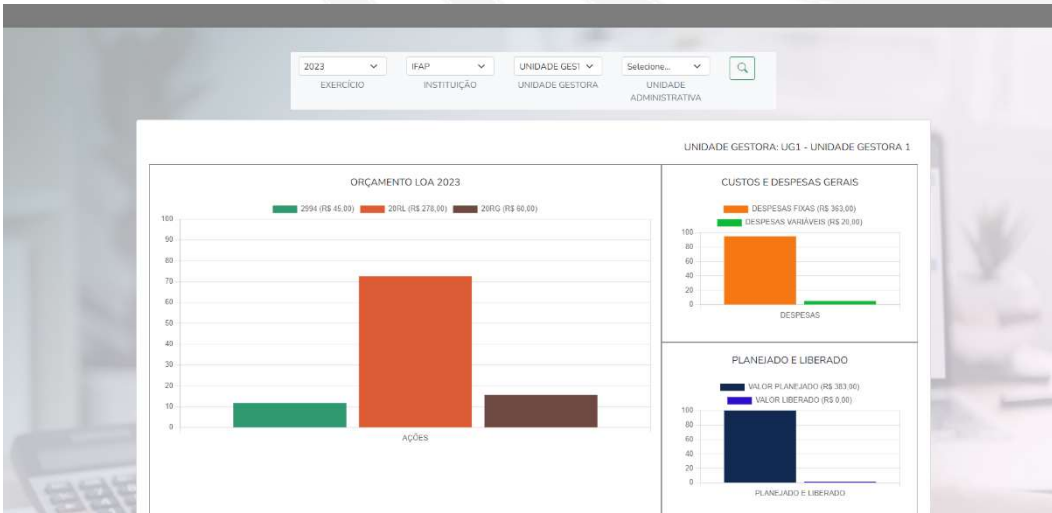 2023 IFAP UNIDADE GEST Selecione...
EXERCÍCIO INSTITUIÇÃO UNIDADE GESTORA UNIDADE ADMINISTRATIVA
UNIDADE GESTORA: UG1 - UNIDADE GESTORA 1
ORÇAMENTO LOA 2023
2994 (R$ 45,00) 20RL (R$ 278,00) 20RG (R$ 60,00)
100
90
80
70
60
50
40
30
20
10
0
AÇÕES
CUSTOS E DESPESAS GERAIS
DESPESAS FIXAS (R$ 363,00)
DESPESAS VARIÁVEIS (R$ 20,00)
100
80
60
40
20
0
DESPESAS
PLANEJADO E LIBERADO
VALOR PLANEJADO (R$ 383,00)
VALOR LIBERADO (R$ 0,00)
100
80
60
40
20
0
PLANEJADO E LIBERADO